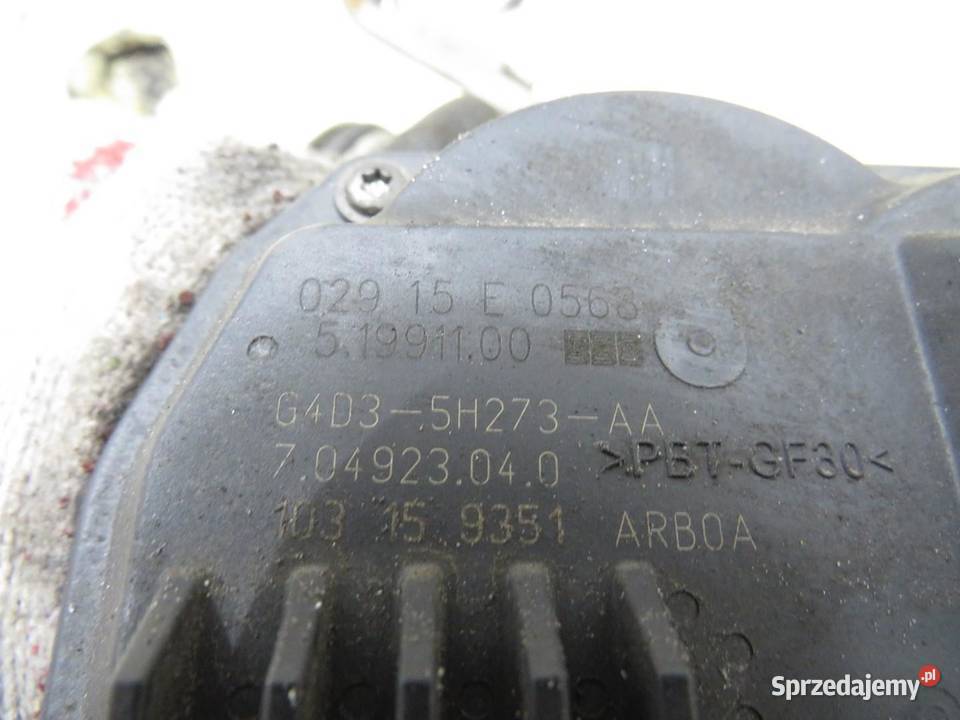 029 15 E 0568
5.19911.00
G4D3-5H273-AA
7.04923.04.0 >PBT-GF30<
103 15 9351 ARBOA
Sprzedajemy.pl